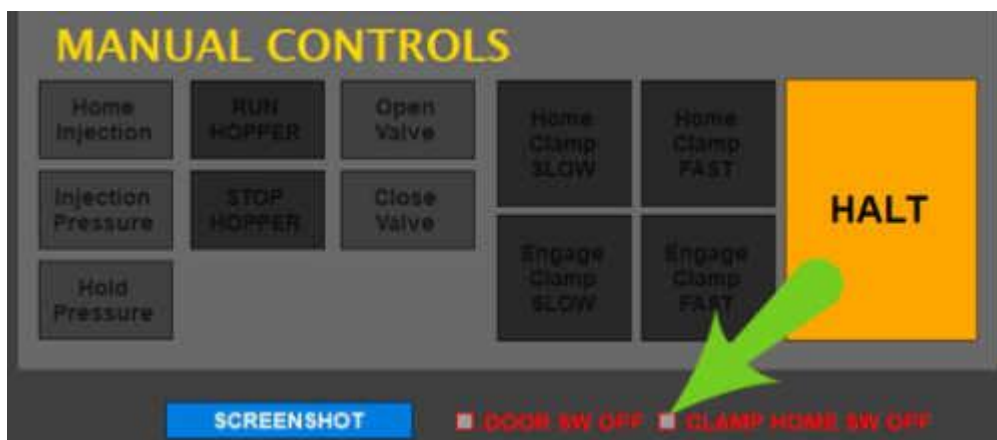 MANUAL CONTROLS
Home
Injection
RUN
HOPPER
Open
Valve
Home
Clamp
SLOW
Home
Clamp
FAST
HALT
Injection
Pressure
STOP
HOPPER
Close
Valve
Engage
Clamp
SLOW
Engage
Clamp
FAST
Hold
Pressure
SCREENSHOT
DOOR SW OFF
CLAMP HOME SW OFF